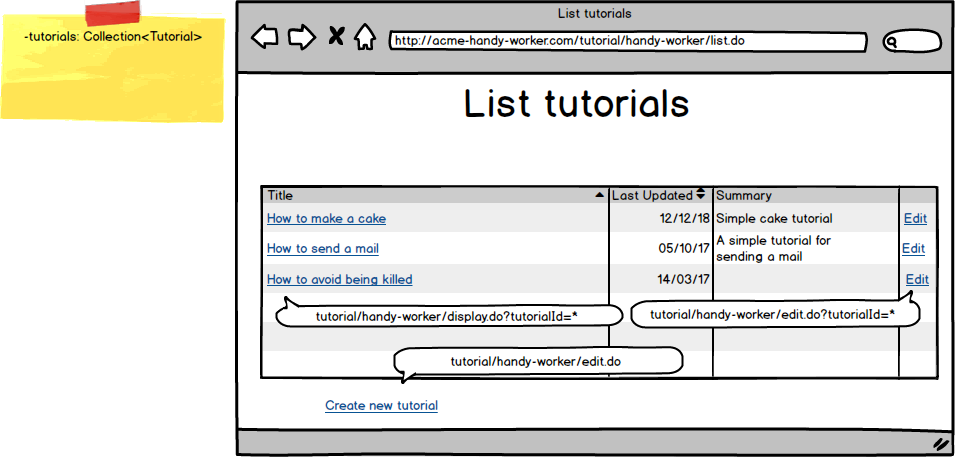 -tutorials: Collection<Tutorial>
List tutorials
http://acme-handy-worker.com/tutorial/handy-worker/list.do
List tutorials
Title Last Updated Summary
How to make a cake 12/12/18 Simple cake tutorial Edit
How to send a mail 05/10/17 A simple tutorial for
sending a mail Edit
How to avoid being killed 14/03/17 Edit
tutorial/handy-worker/display.do?tutorialId=*
tutorial/handy-worker/edit.do?tutorialId=*
tutorial/handy-worker/edit.do
Create new tutorial